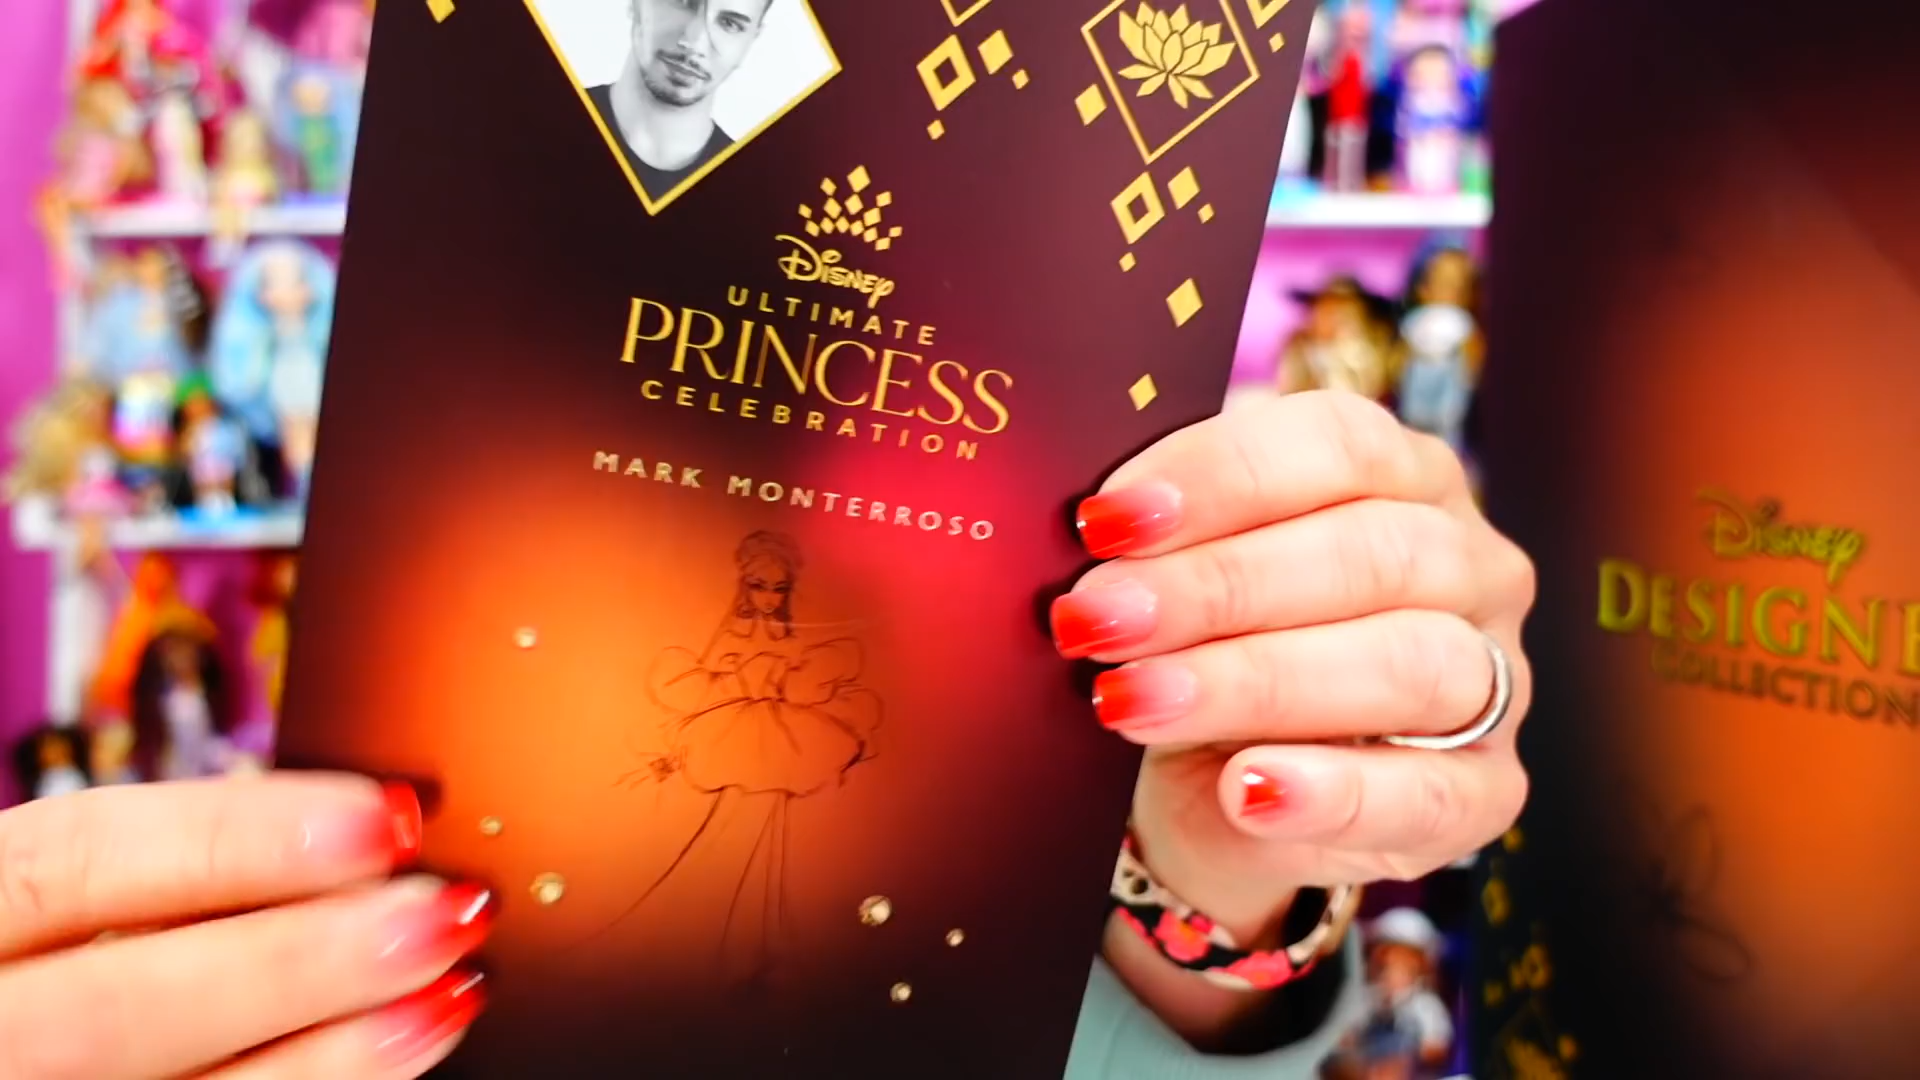 Disney
ULTIMATE
PRINCESS
CELEBRATION
MARK MONTERROSO
Disney
DESIGNE
COLLECTION